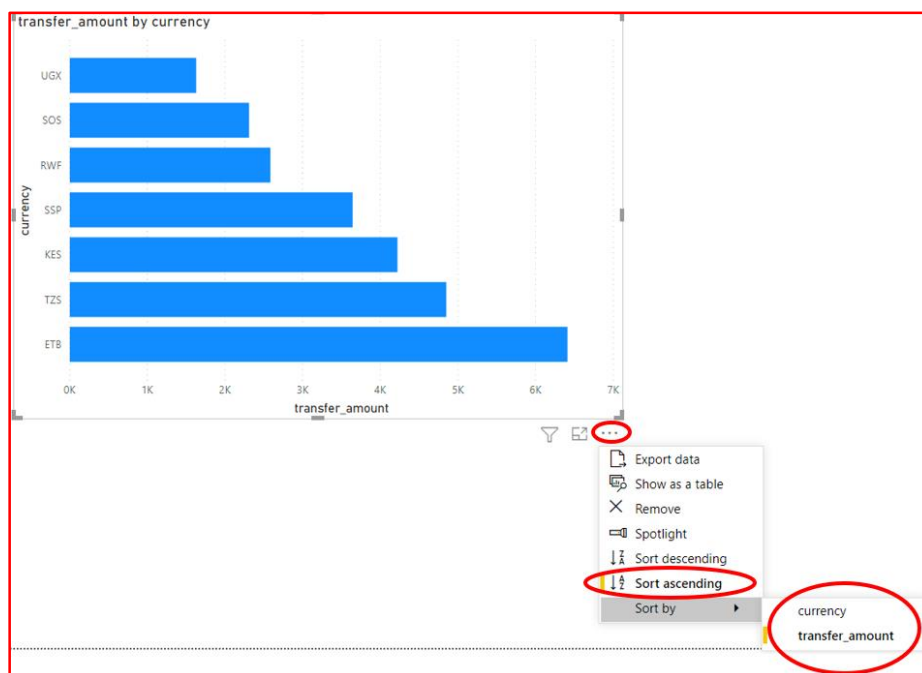 transfer_amount by currency
UGX
SOS
RWF
SSP
KES
TZS
ETB
currency
0K 1K 2K 3K 4K 5K 6K 7K
transfer_amount
Export data
Show as a table
Remove
Spotlight
Sort descending
Sort ascending
Sort by
currency
transfer_amount